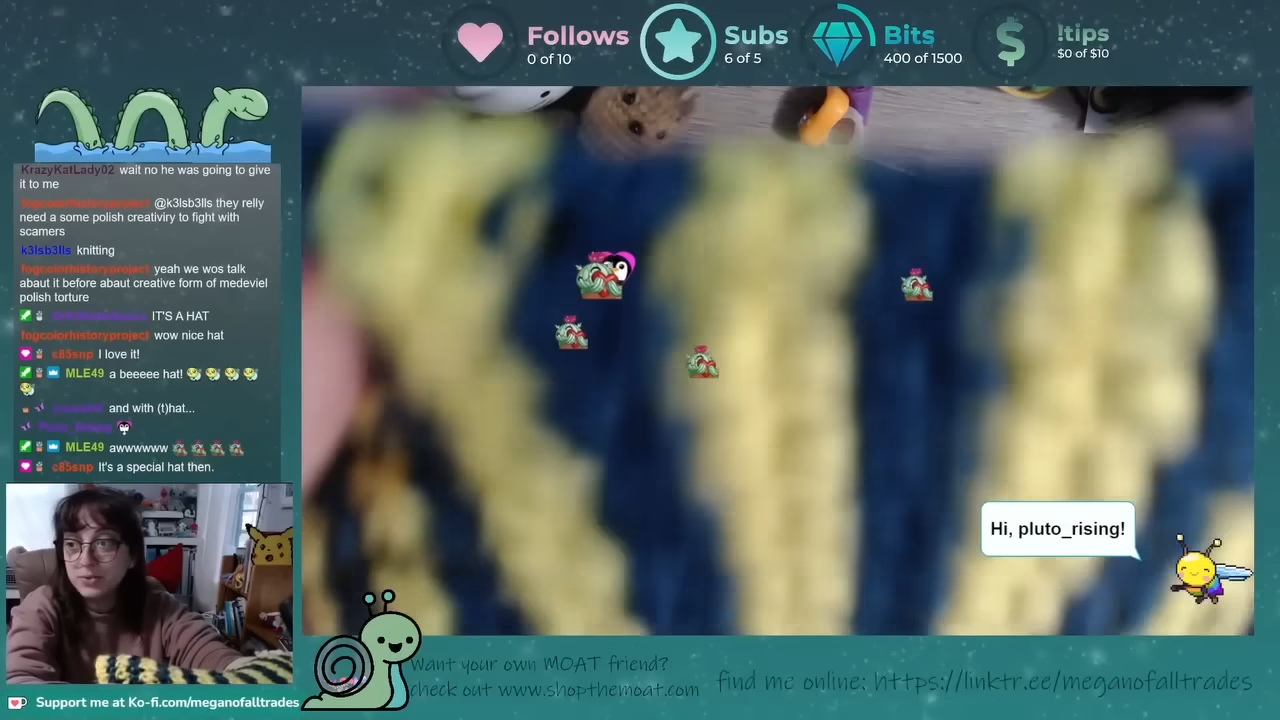 Follows
0 of 10
Subs
6 of 5
Bits
400 of 1500
!tips
$0 of $10
KrazyKatLady02 wait no he was going to give
it to me
fogcolorhistoryproject @k3lsb3lls they relly
need a some polish creativiry to fight with
scamers
k3lsb3lls knitting
fogcolorhistoryproject yeah we wos talk
abaut it before abaut creative form of medeviel
polish torture
IT'S A HAT
fogcolorhistoryproject wow nice hat
c85snp I love it!
MLE49 a beeeee hat!
and with (t)hat...
MLE49 awwwwww
c85snp It's a special hat then.
Hi, pluto_rising!
Support me at Ko-fi.com/meganofalltrades
Want your own MOAT friend?
check out www.shopthemoat.com
find me online: https://linktr.ee/meganofalltrades